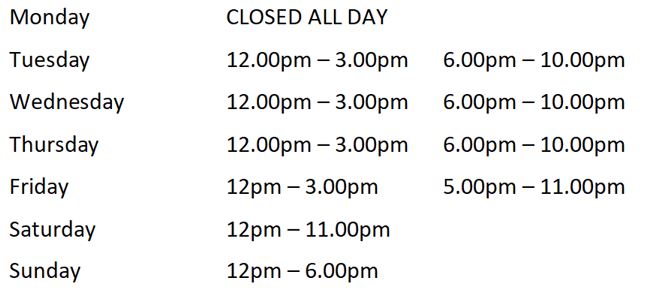 Monday CLOSED ALL DAY
Tuesday 12.00pm – 3.00pm 6.00pm – 10.00pm
Wednesday 12.00pm – 3.00pm 6.00pm – 10.00pm
Thursday 12.00pm – 3.00pm 6.00pm – 10.00pm
Friday 12pm – 3.00pm 5.00pm – 11.00pm
Saturday 12pm – 11.00pm
Sunday 12pm – 6.00pm